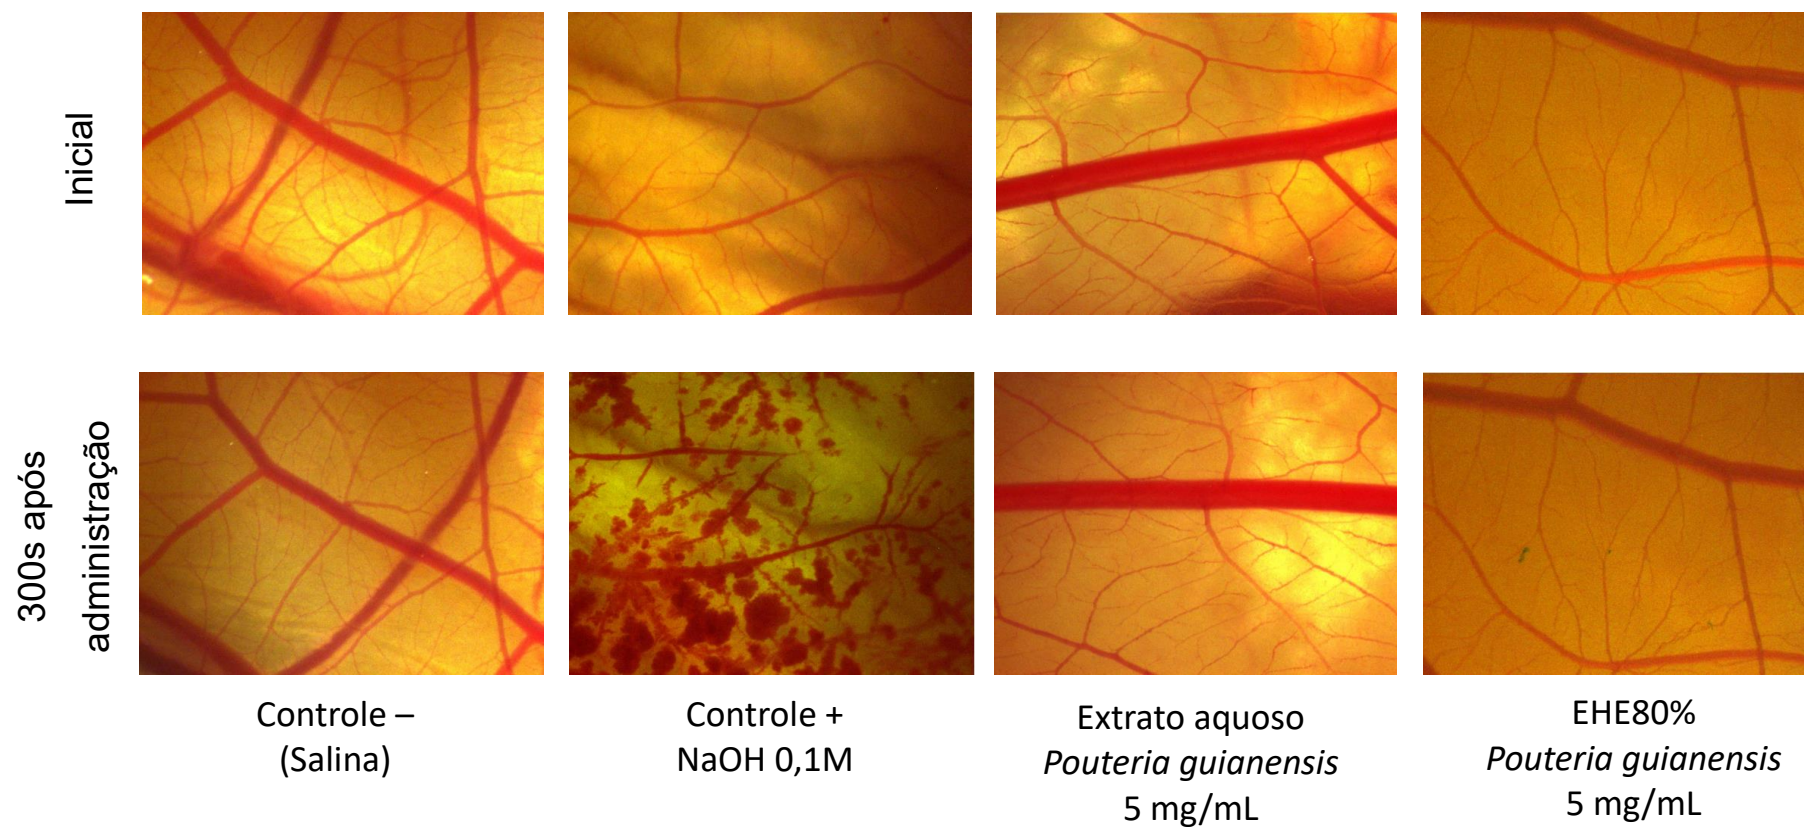 Inicial
300s após
administração
Controle –
(Salina)
Controle +
NaOH 0,1M
Extrato aquoso
Pouteria guianensis
5 mg/mL
EHE80%
Pouteria guianensis
5 mg/mL